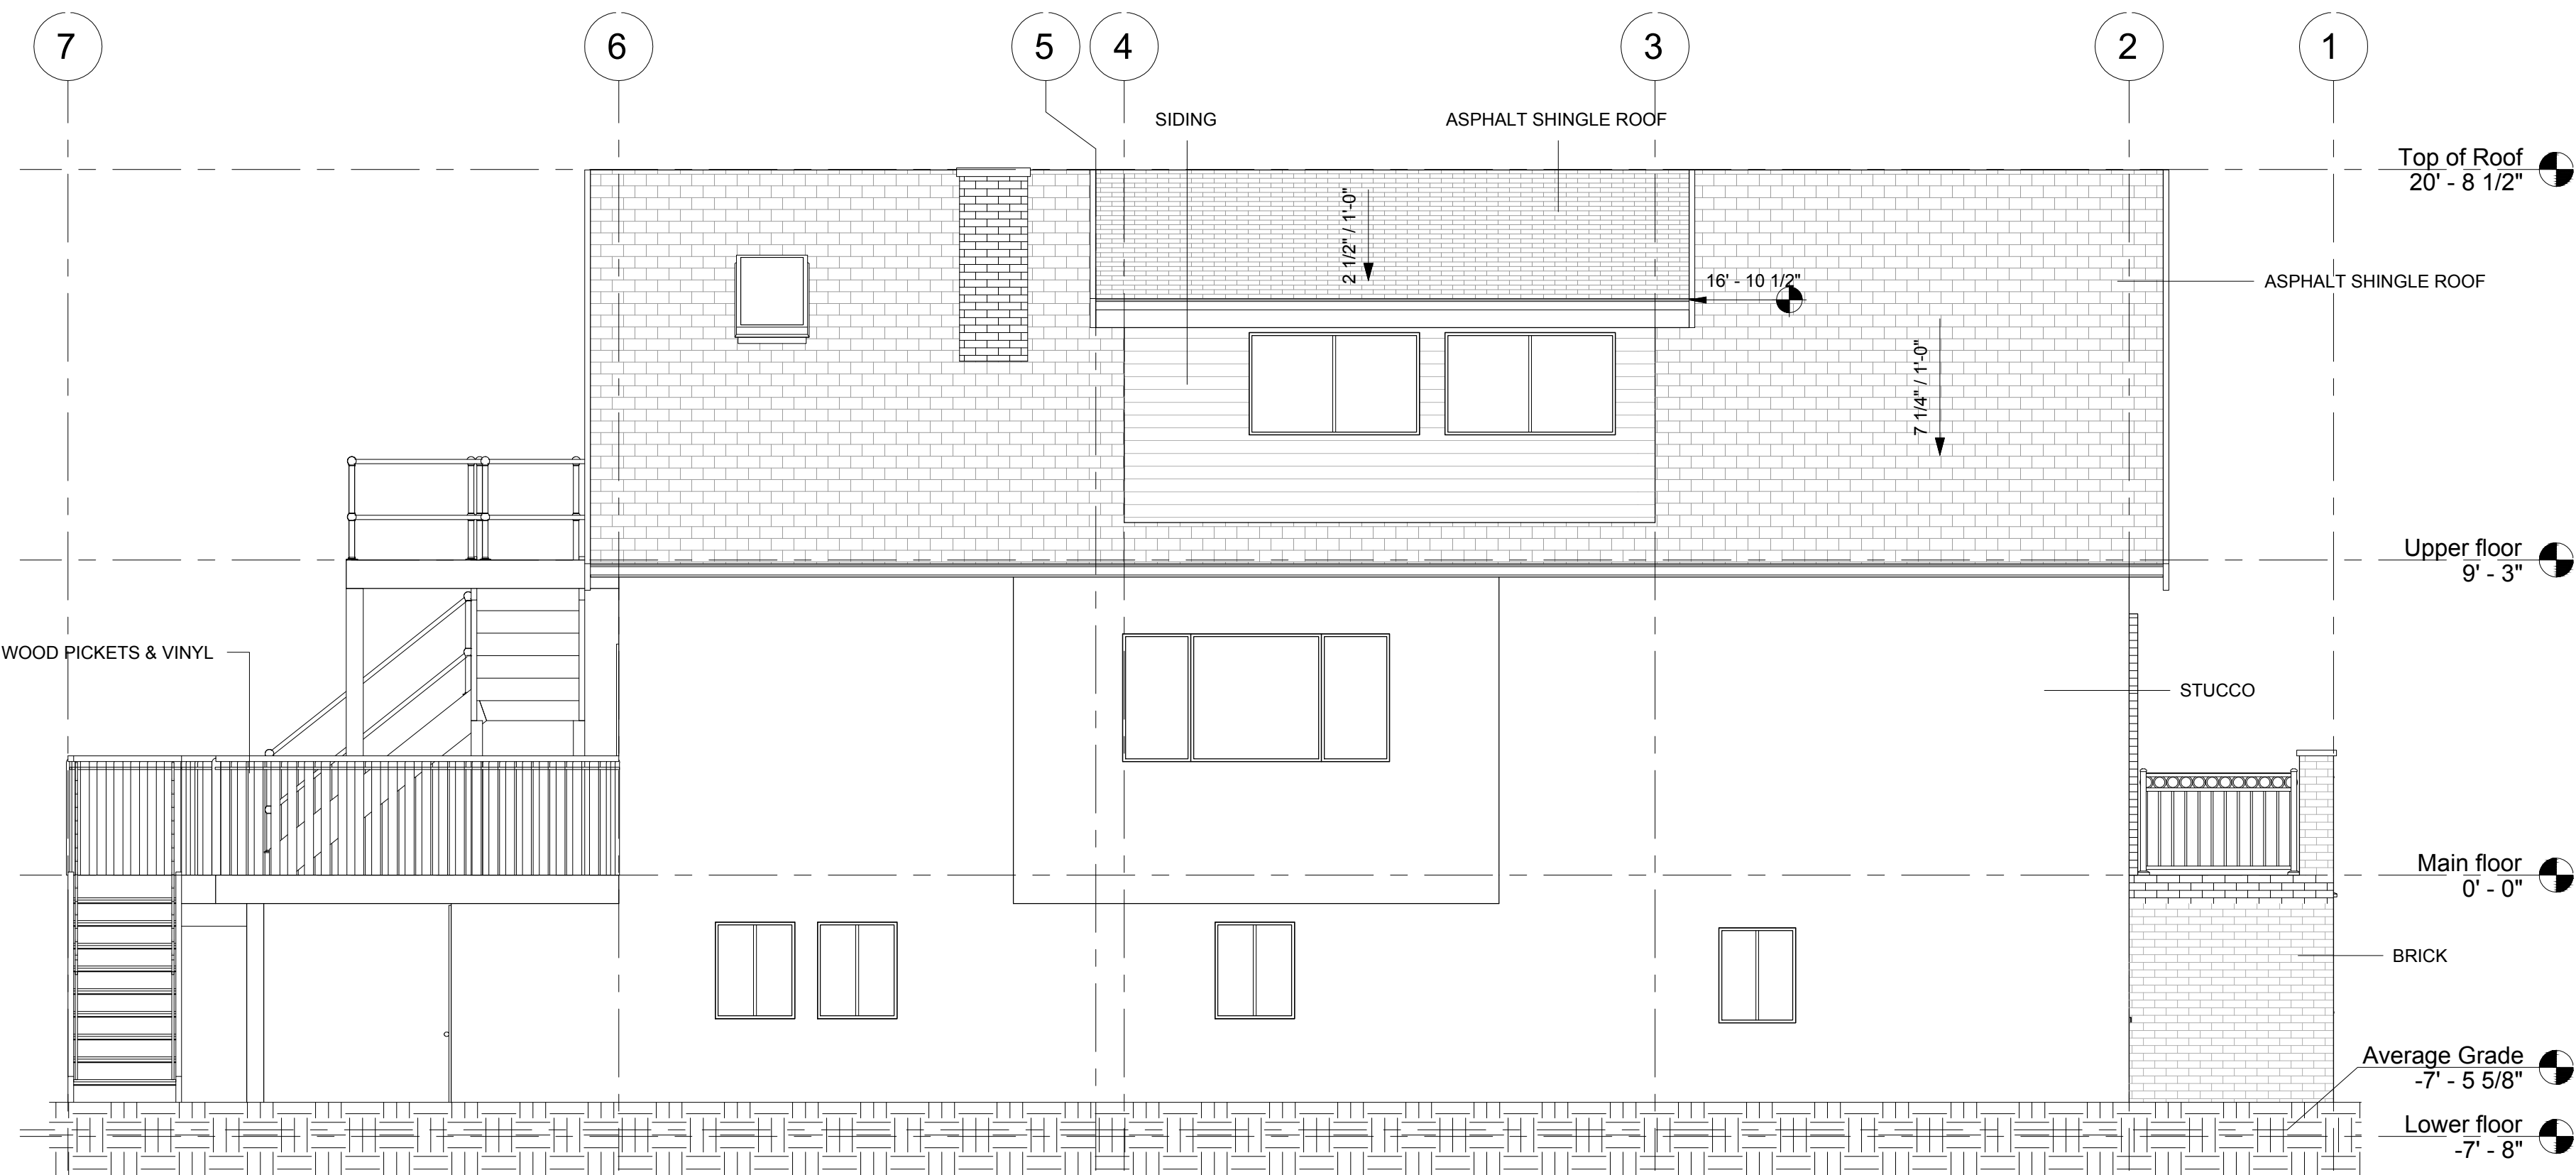 7
6
5
4
3
2
1
SIDING
ASPHALT SHINGLE ROOF
Top of Roof
20' - 8 1/2"
2 1/2" / 1'-0"
16' - 10 1/2"
ASPHALT SHINGLE ROOF
7 1/4" / 1'-0"
Upper floor
9' - 3"
WOOD PICKETS & VINYL
STUCCO
Main floor
0' - 0"
BRICK
Average Grade
-7' - 5 5/8"
Lower floor
-7' - 8"